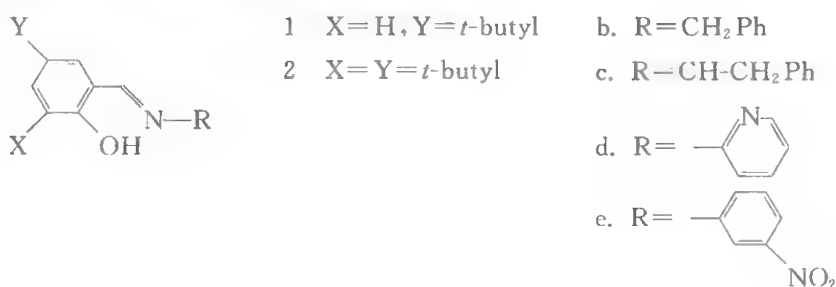 Y
X
OH
N—R
1 X=H, Y=t-butyl
2 X=Y=t-butyl
b. R=CH₂Ph
c. R—CH-CH₂Ph
d. R=
N
e. R=
NO₂